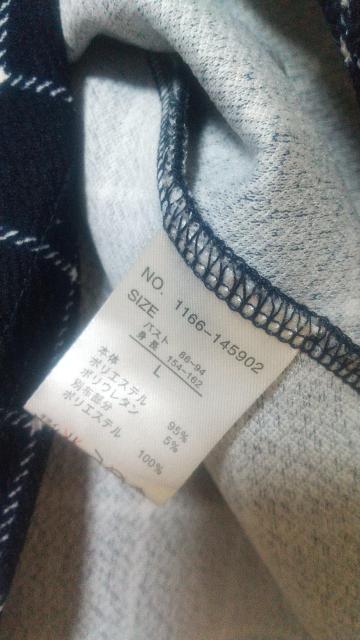 NO. 1166-145902
SIZE
バスト 86-94
身長 154-162
L
本体
ポリエステル 95%
ポリウレタン 5%
別布部分
ポリエステル 100%